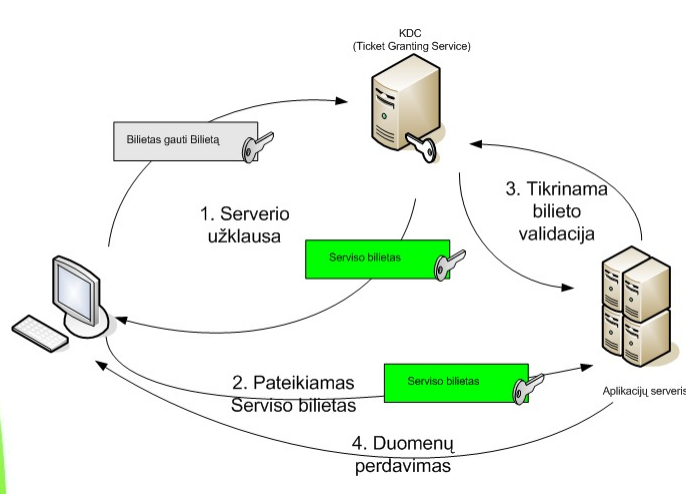 KDC
(Ticket Granting Service)
Bilietas gauti Bilietą
1. Serverio
užklausa
Serviso bilietas
3. Tikrinama
bilieto
validacija
2. Pateikiamas
Serviso bilietas
Serviso bilietas
Aplikacijų serveris
4. Duomenų
perdavimas